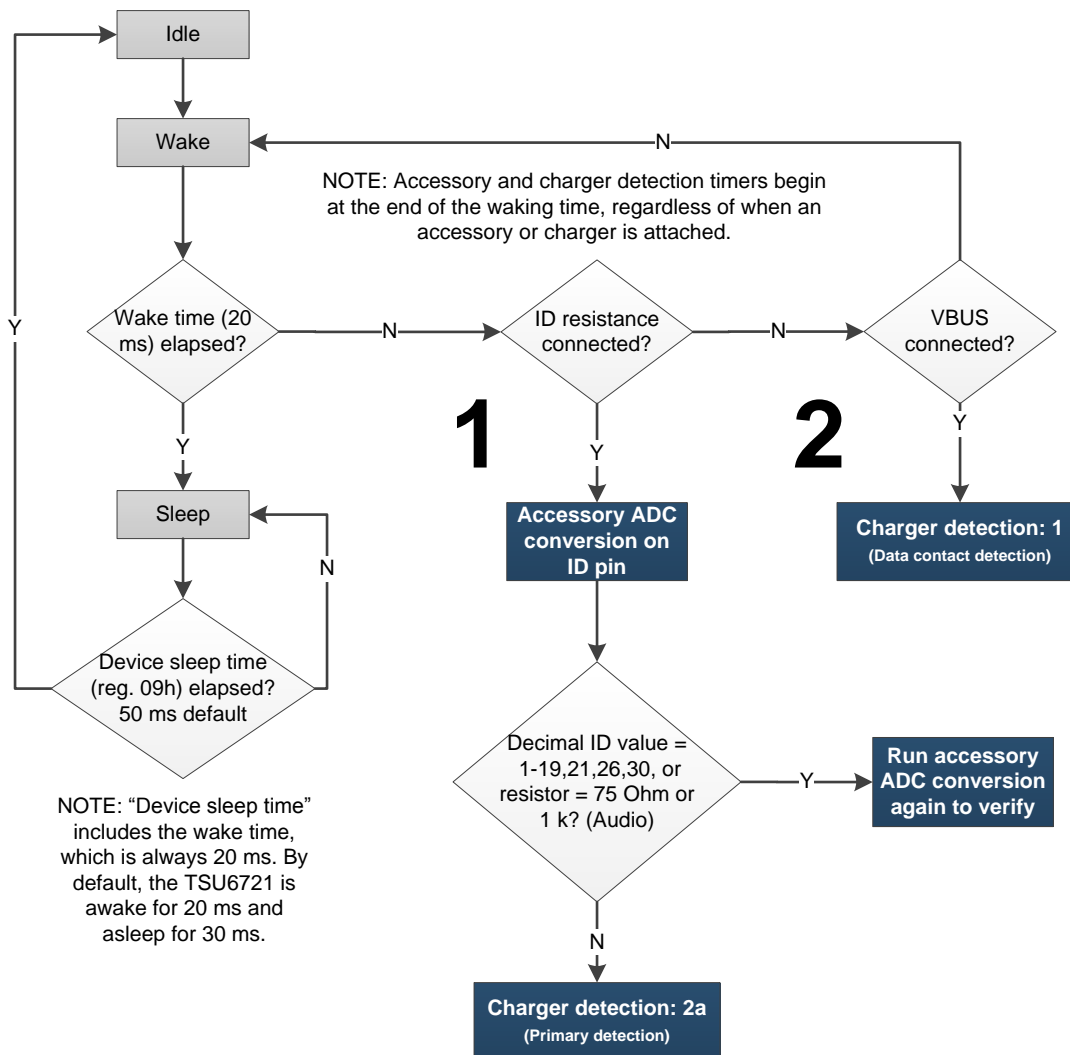 Idle
Wake
N
NOTE: Accessory and charger detection timers begin
at the end of the waking time, regardless of when an
accessory or charger is attached.
Y
Wake time (20
ms) elapsed?
N
ID resistance
connected?
N
VBUS
connected?
1
2
Y
Y
Y
Sleep
Accessory ADC
conversion on
ID pin
Charger detection: 1
(Data contact detection)
N
Device sleep time
(reg. 09h) elapsed?
50 ms default
Decimal ID value =
1-19,21,26,30, or
resistor = 75 Ohm or
1 k? (Audio)
Y
Run accessory
ADC conversion
again to verify
NOTE: “Device sleep time”
includes the wake time,
which is always 20 ms. By
default, the TSU6721 is
awake for 20 ms and
asleep for 30 ms.
N
Charger detection: 2a
(Primary detection)